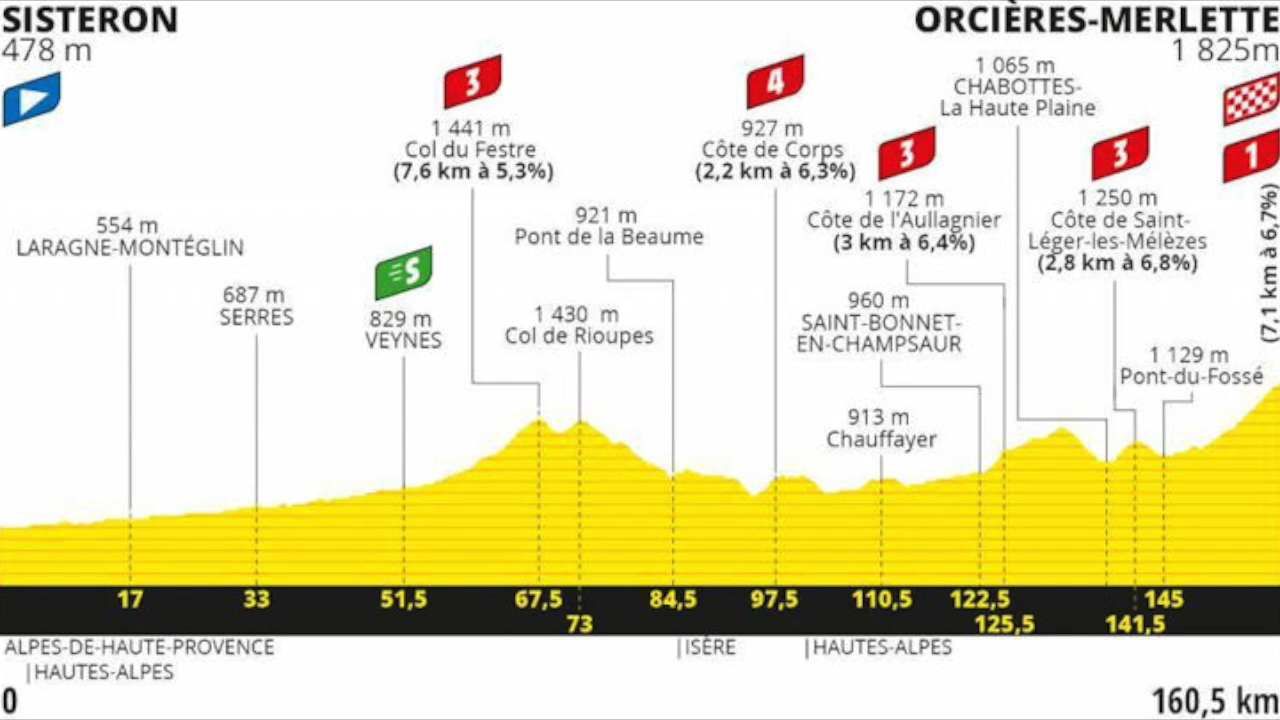 SISTERON
478 m
ORCIÈRES-MERLETTE
1 825m
3
1 441 m
Col du Festre
(7,6 km à 5,3%)
4
927 m
Côte de Corps
(2,2 km à 6,3%)
1 065 m
CHABOTTES-
La Haute Plaine
3
1 172 m
Côte de l'Aullagnier
(3 km à 6,4%)
3
1 250 m
Côte de Saint-
Léger-les-Mélèzes
(2,8 km à 6,8%)
1
(7,1 km à 6,7%)
554 m
LARAGNE-MONTÉGLIN
687 m
SERRES
S
829 m
VEYNES
921 m
Pont de la Beaume
1 430 m
Col de Rioupes
960 m
SAINT-BONNET-
EN-CHAMPSAUR
913 m
Chauffayer
1 129 m
Pont-du-Fossé
17 33 51,5 67,5 84,5 97,5 110,5 122,5 145
73 125,5 141,5
ALPES-DE-HAUTE-PROVENCE |ISÈRE |HAUTES-ALPES
|HAUTES-ALPES
0 160,5 km